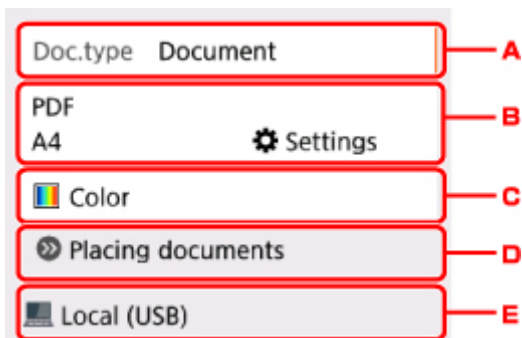 Doc.type Document A
PDF
B
A4 Settings
Color C
Placing documents D
Local (USB) E